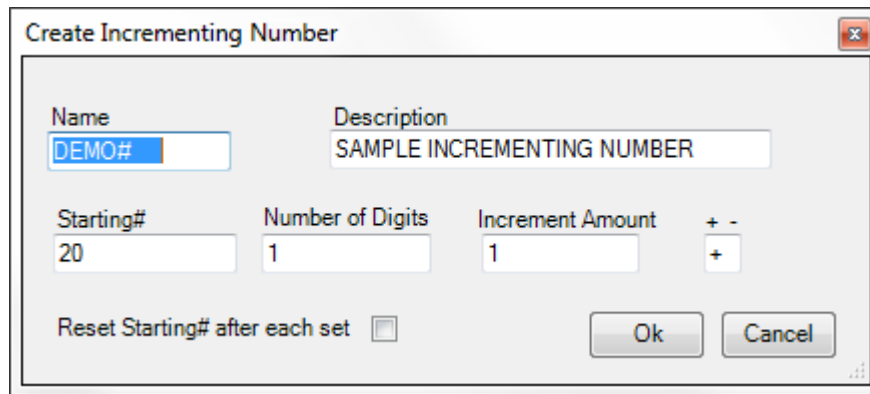 Create Incrementing Number
Name Description
DEMO# SAMPLE INCREMENTING NUMBER
Starting# Number of Digits Increment Amount + -
20 1 1 +
Reset Starting# after each set Ok Cancel